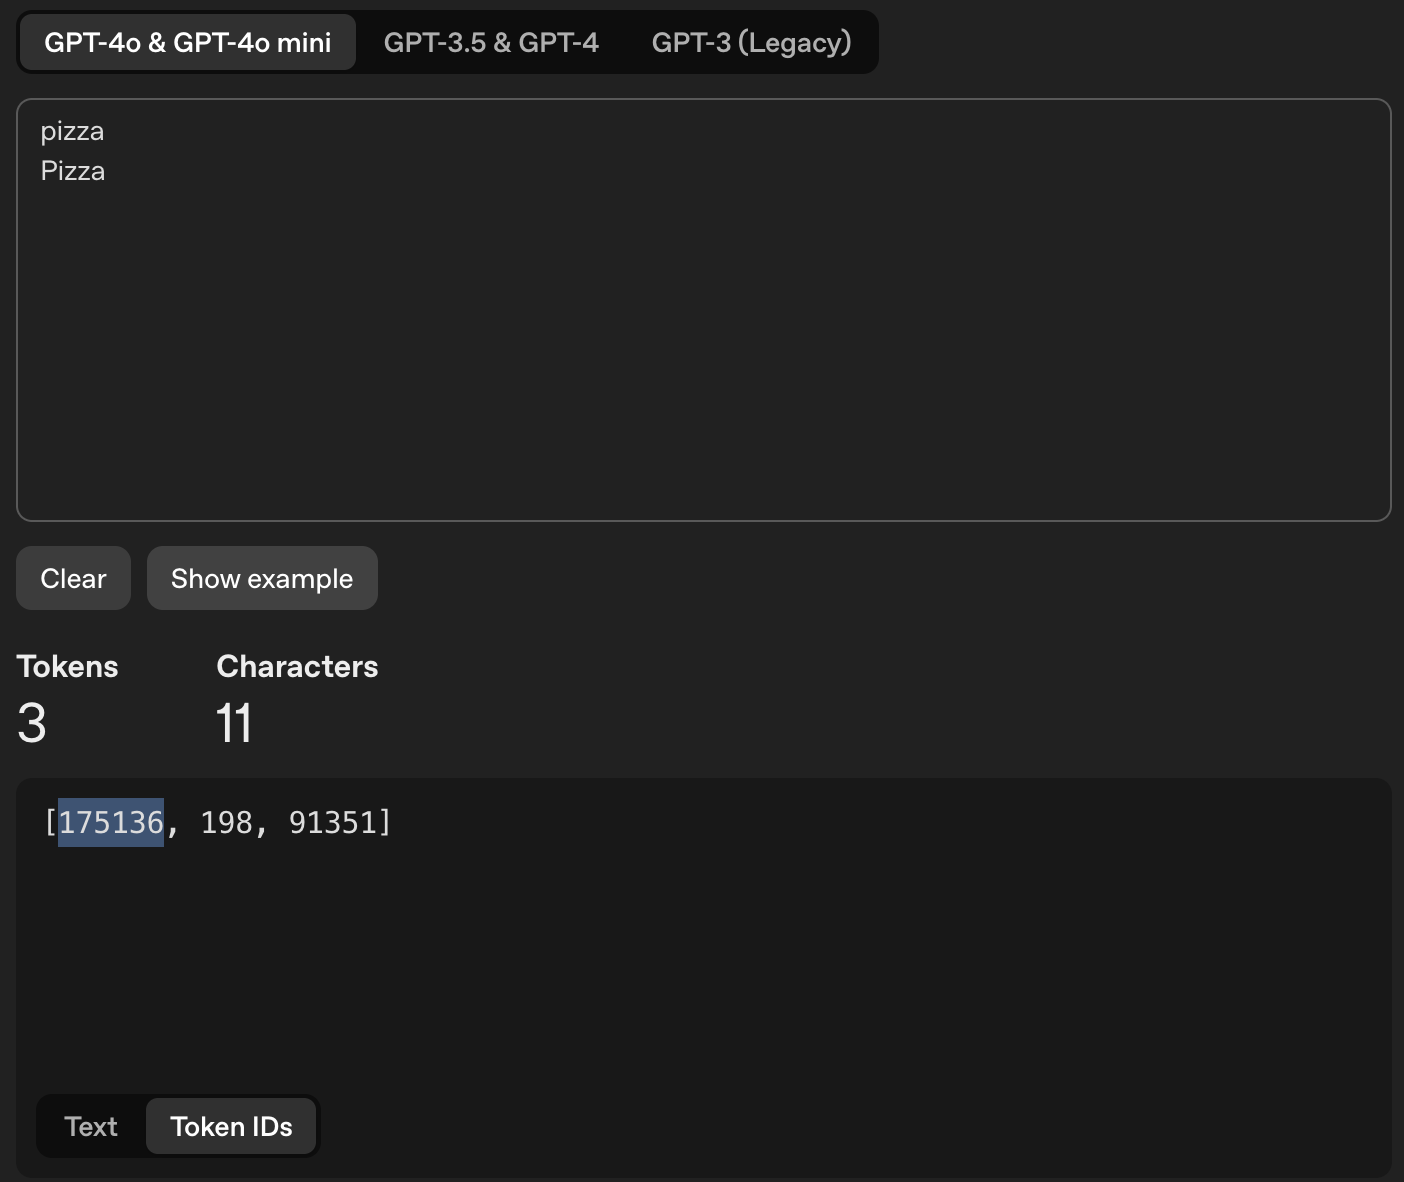 GPT-4o & GPT-4o mini GPT-3.5 & GPT-4 GPT-3 (Legacy)
pizza
Pizza
Clear Show example
Tokens Characters
3 11
[175136, 198, 91351]
Text Token IDs